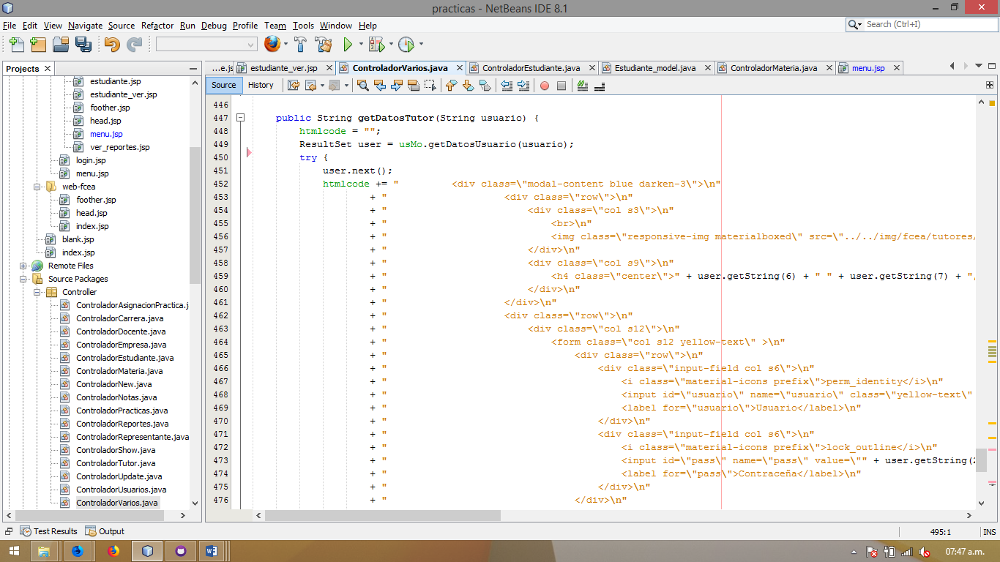 practicas - NetBeans IDE 8.1
File Edit View Navigate Source Refactor Run Debug Profile Team Tools Window Help
Search (Ctrl+I)
Projects
...e.js estudiante_ver.jsp ControladorVarios.java ControladorEstudiante.java Estudiante_model.java ControladorMateria.java menu.jsp
Source History
estudiante.jsp
estudiante_ver.jsp
foother.jsp
head.jsp
menu.jsp
ver_reportes.jsp
login.jsp
menu.jsp
web-fcea
foother.jsp
head.jsp
index.jsp
blank.jsp
index.jsp
Remote Files
Source Packages
Controller
ControladorAsignacionPractica.j
ControladorCarrera.java
ControladorDocente.java
ControladorEmpresa.java
ControladorEstudiante.java
ControladorMateria.java
ControladorNew.java
ControladorNotas.java
ControladorPracticas.java
ControladorReportes.java
ControladorRepresentante.java
ControladorShow.java
ControladorTutor.java
ControladorUpdate.java
ControladorUsuarios.java
ControladorVarios.java
446
447 public String getDatosTutor(String usuario) {
448 htmlcode = "";
449 ResultSet user = usMo.getDatosUsuario(usuario);
450 try {
451 user.next();
452 htmlcode += " <div class=\"modal-content blue darken-3\">\n"
453 + " <div class=\"row\">\n"
454 + " <div class=\"col s3\">\n"
455 + " <br>\n"
456 + " <img class=\"responsive-img materialboxed\" src=\"../../img/fcea/tutores/
457 + " </div>\n"
458 + " <div class=\"col s9\">\n"
459 + " <h4 class=\"center\">" + user.getString(6) + " " + user.getString(7) + "
460 + " </div>\n"
461 + " </div>\n"
462 + " <div class=\"row\">\n"
463 + " <div class=\"col s12\">\n"
464 + " <form class=\"col s12 yellow-text\" >\n"
465 + " <div class=\"row\">\n"
466 + " <div class=\"input-field col s6\">\n"
467 + " <i class=\"material-icons prefix\">perm_identity</i>\n"
468 + " <input id=\"usuario\" name=\"usuario\" class=\"yellow-text\"
469 + " <label for=\"usuario\">Usuario</label>\n"
470 + " </div>\n"
471 + " <div class=\"input-field col s6\">\n"
472 + " <i class=\"material-icons prefix\">lock_outline</i>\n"
473 + " <input id=\"pass\" name=\"pass\" value=\"" + user.getString(2
474 + " <label for=\"pass\">Contraceña</label>\n"
475 + " </div>\n"
476 + " </div>\n"
Test Results Output
495:1 INS
07:47 a.m.